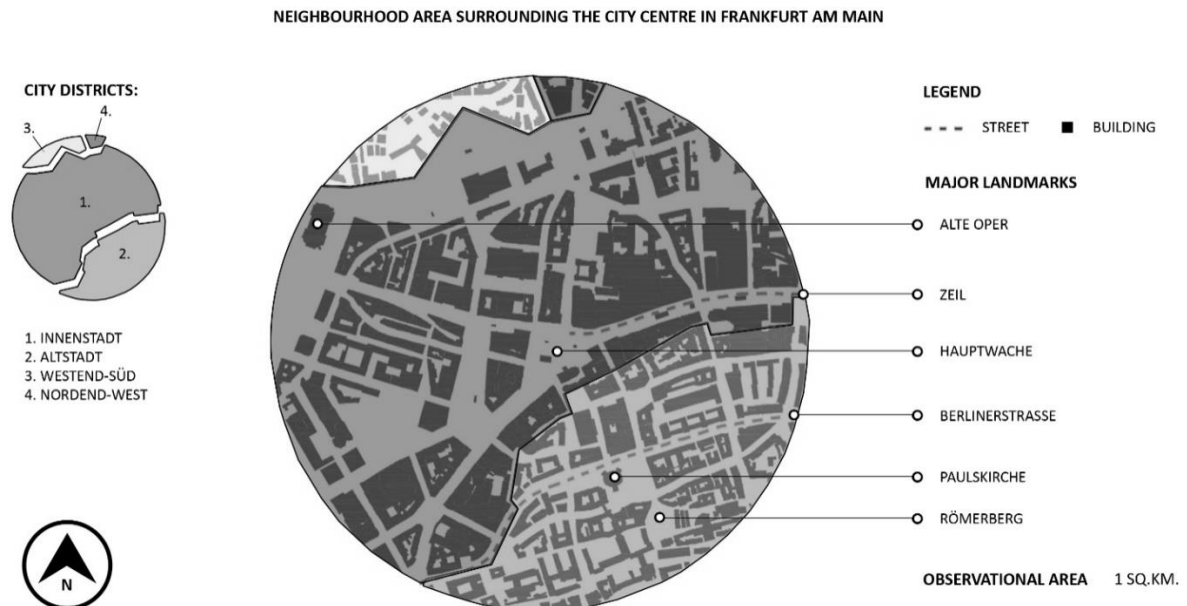 NEIGHBOURHOOD AREA SURROUNDING THE CITY CENTRE IN FRANKFURT AM MAIN
CITY DISTRICTS:
4.
3.
1.
2.
1. INNENSTADT
2. ALTSTADT
3. WESTEND-SÜD
4. NORDEND-WEST
N
LEGEND
STREET
BUILDING
MAJOR LANDMARKS
ALTE OPER
ZEIL
HAUPTWACHE
BERLINERSTRASSE
PAULSKIRCHE
RÖMERBERG
OBSERVATIONAL AREA 1 SQ.KM.